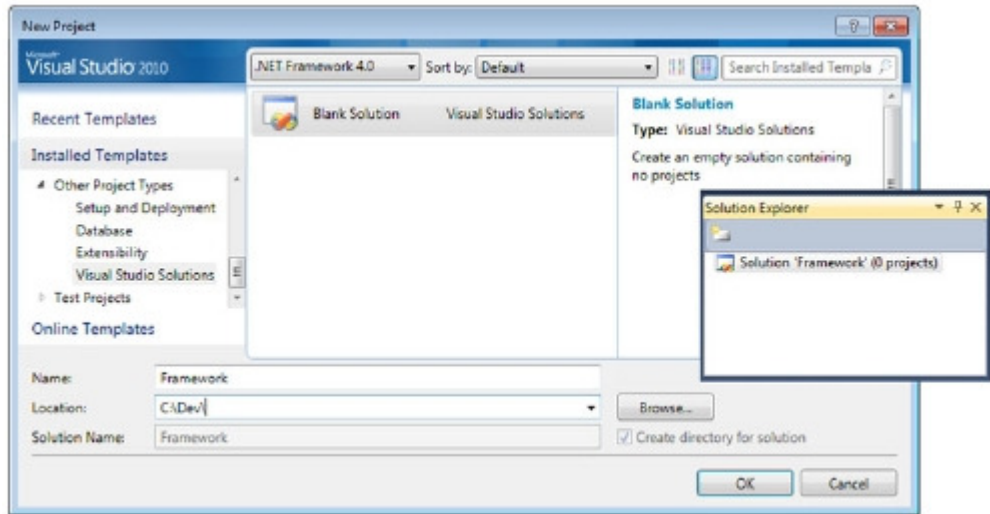 New Project
Microsoft
Visual Studio 2010
.NET Framework 4.0
Sort by: Default
Search Installed Templa
Recent Templates
Installed Templates
Other Project Types
Setup and Deployment
Database
Extensibility
Visual Studio Solutions
Test Projects
Online Templates
Blank Solution
Visual Studio Solutions
Blank Solution
Type: Visual Studio Solutions
Create an empty solution containing
no projects
Solution Explorer
Solution 'Framework' (0 projects)
Name: Framework
Location: C:\Dev\
Browse...
Solution Name: Framework
Create directory for solution
OK
Cancel